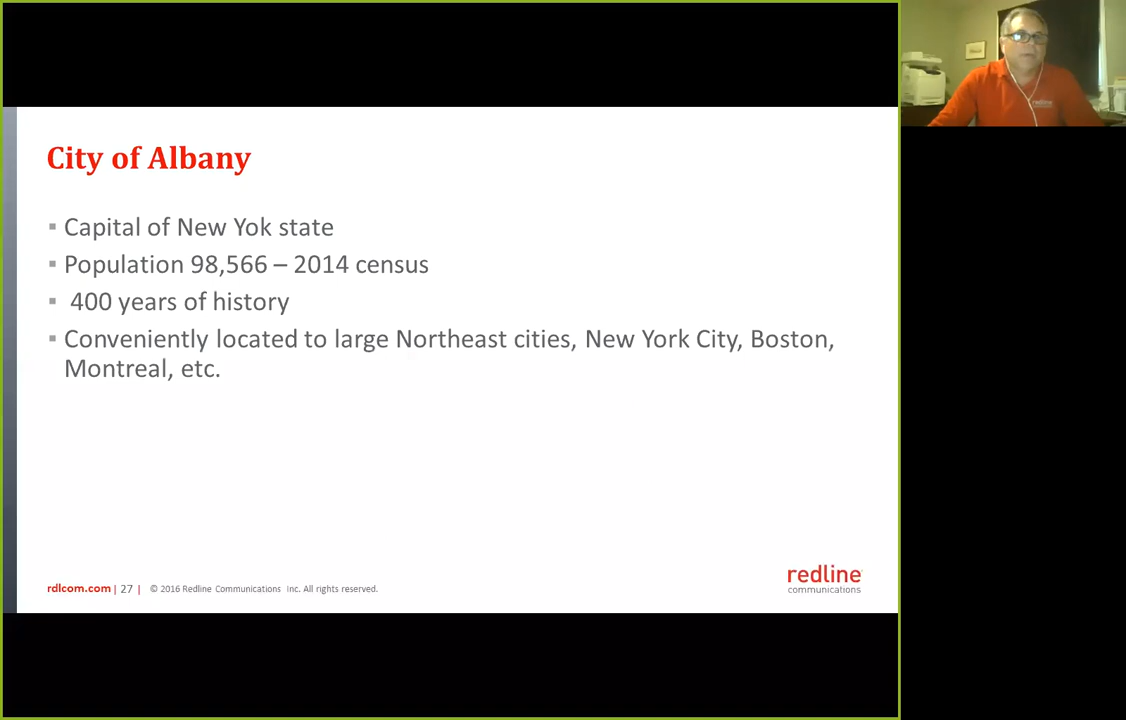 City of Albany
▪ Capital of New Yok state
▪ Population 98,566 – 2014 census
▪ 400 years of history
▪ Conveniently located to large Northeast cities, New York City, Boston,
Montreal, etc.
rdlcom.com | 27 | © 2016 Redline Communications Inc. All rights reserved.
redline
communications
redline